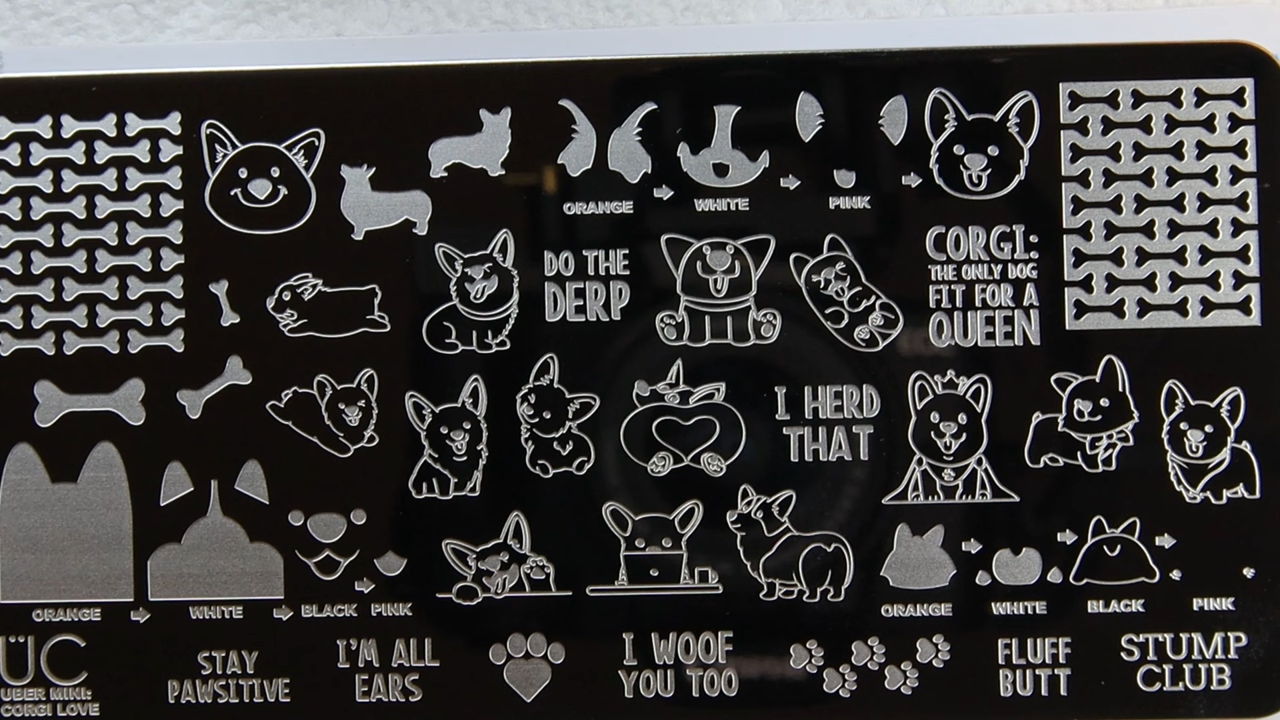 ORANGE
WHITE
PINK
DO THE
DERP
CORGI:
THE ONLY DOG
FIT FOR A
QUEEN
I HERD
THAT
ORANGE
WHITE
BLACK
PINK
ORANGE
WHITE
BLACK
PINK
ÜC
UBER MINI:
CORGI LOVE
STAY
PAWSITIVE
I'M ALL
EARS
I WOOF
YOU TOO
FLUFF
BUTT
STUMP
CLUB